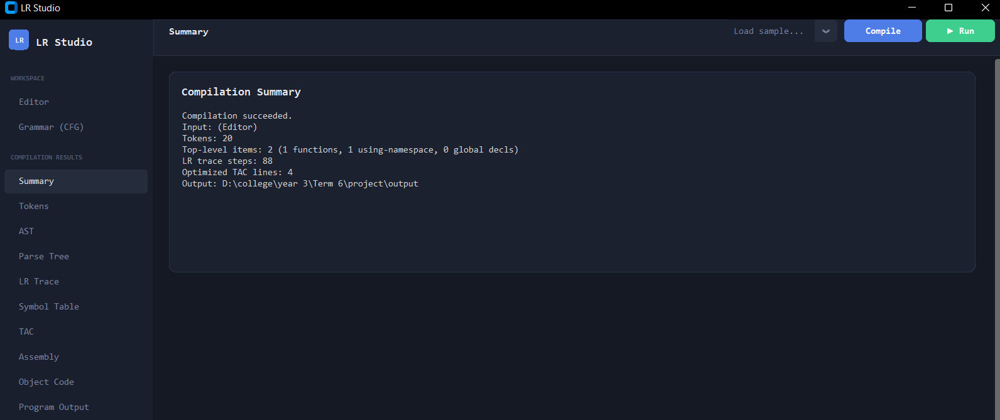 LR Studio
LR
LR Studio
WORKSPACE
Editor
Grammar (CFG)
COMPILATION RESULTS
Summary
Tokens
AST
Parse Tree
LR Trace
Symbol Table
TAC
Assembly
Object Code
Program Output
Summary
Load sample...
Compile
▶ Run
Compilation Summary
Compilation succeeded.
Input: (Editor)
Tokens: 20
Top-level items: 2 (1 functions, 1 using-namespace, 0 global decls)
LR trace steps: 88
Optimized TAC lines: 4
Output: D:\college\year 3\Term 6\project\output